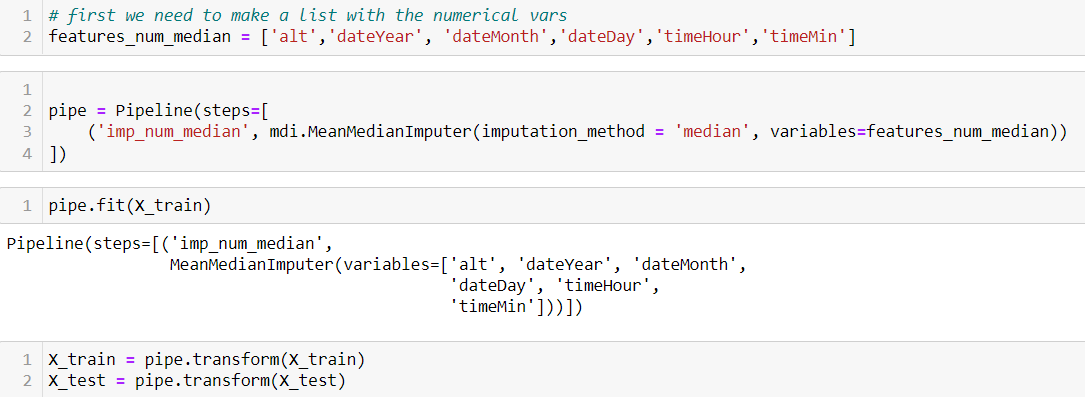 1 # first we need to make a list with the numerical vars
2 features_num_median = ['alt','dateYear', 'dateMonth','dateDay','timeHour','timeMin']
1
2 pipe = Pipeline(steps=[
3     ('imp_num_median', mdi.MeanMedianImputer(imputation_method = 'median', variables=features_num_median))
4 ])
1 pipe.fit(X_train)
Pipeline(steps=[('imp_num_median',
                 MeanMedianImputer(variables=['alt', 'dateYear', 'dateMonth',
                                              'dateDay', 'timeHour',
                                              'timeMin']))])
1 X_train = pipe.transform(X_train)
2 X_test = pipe.transform(X_test)